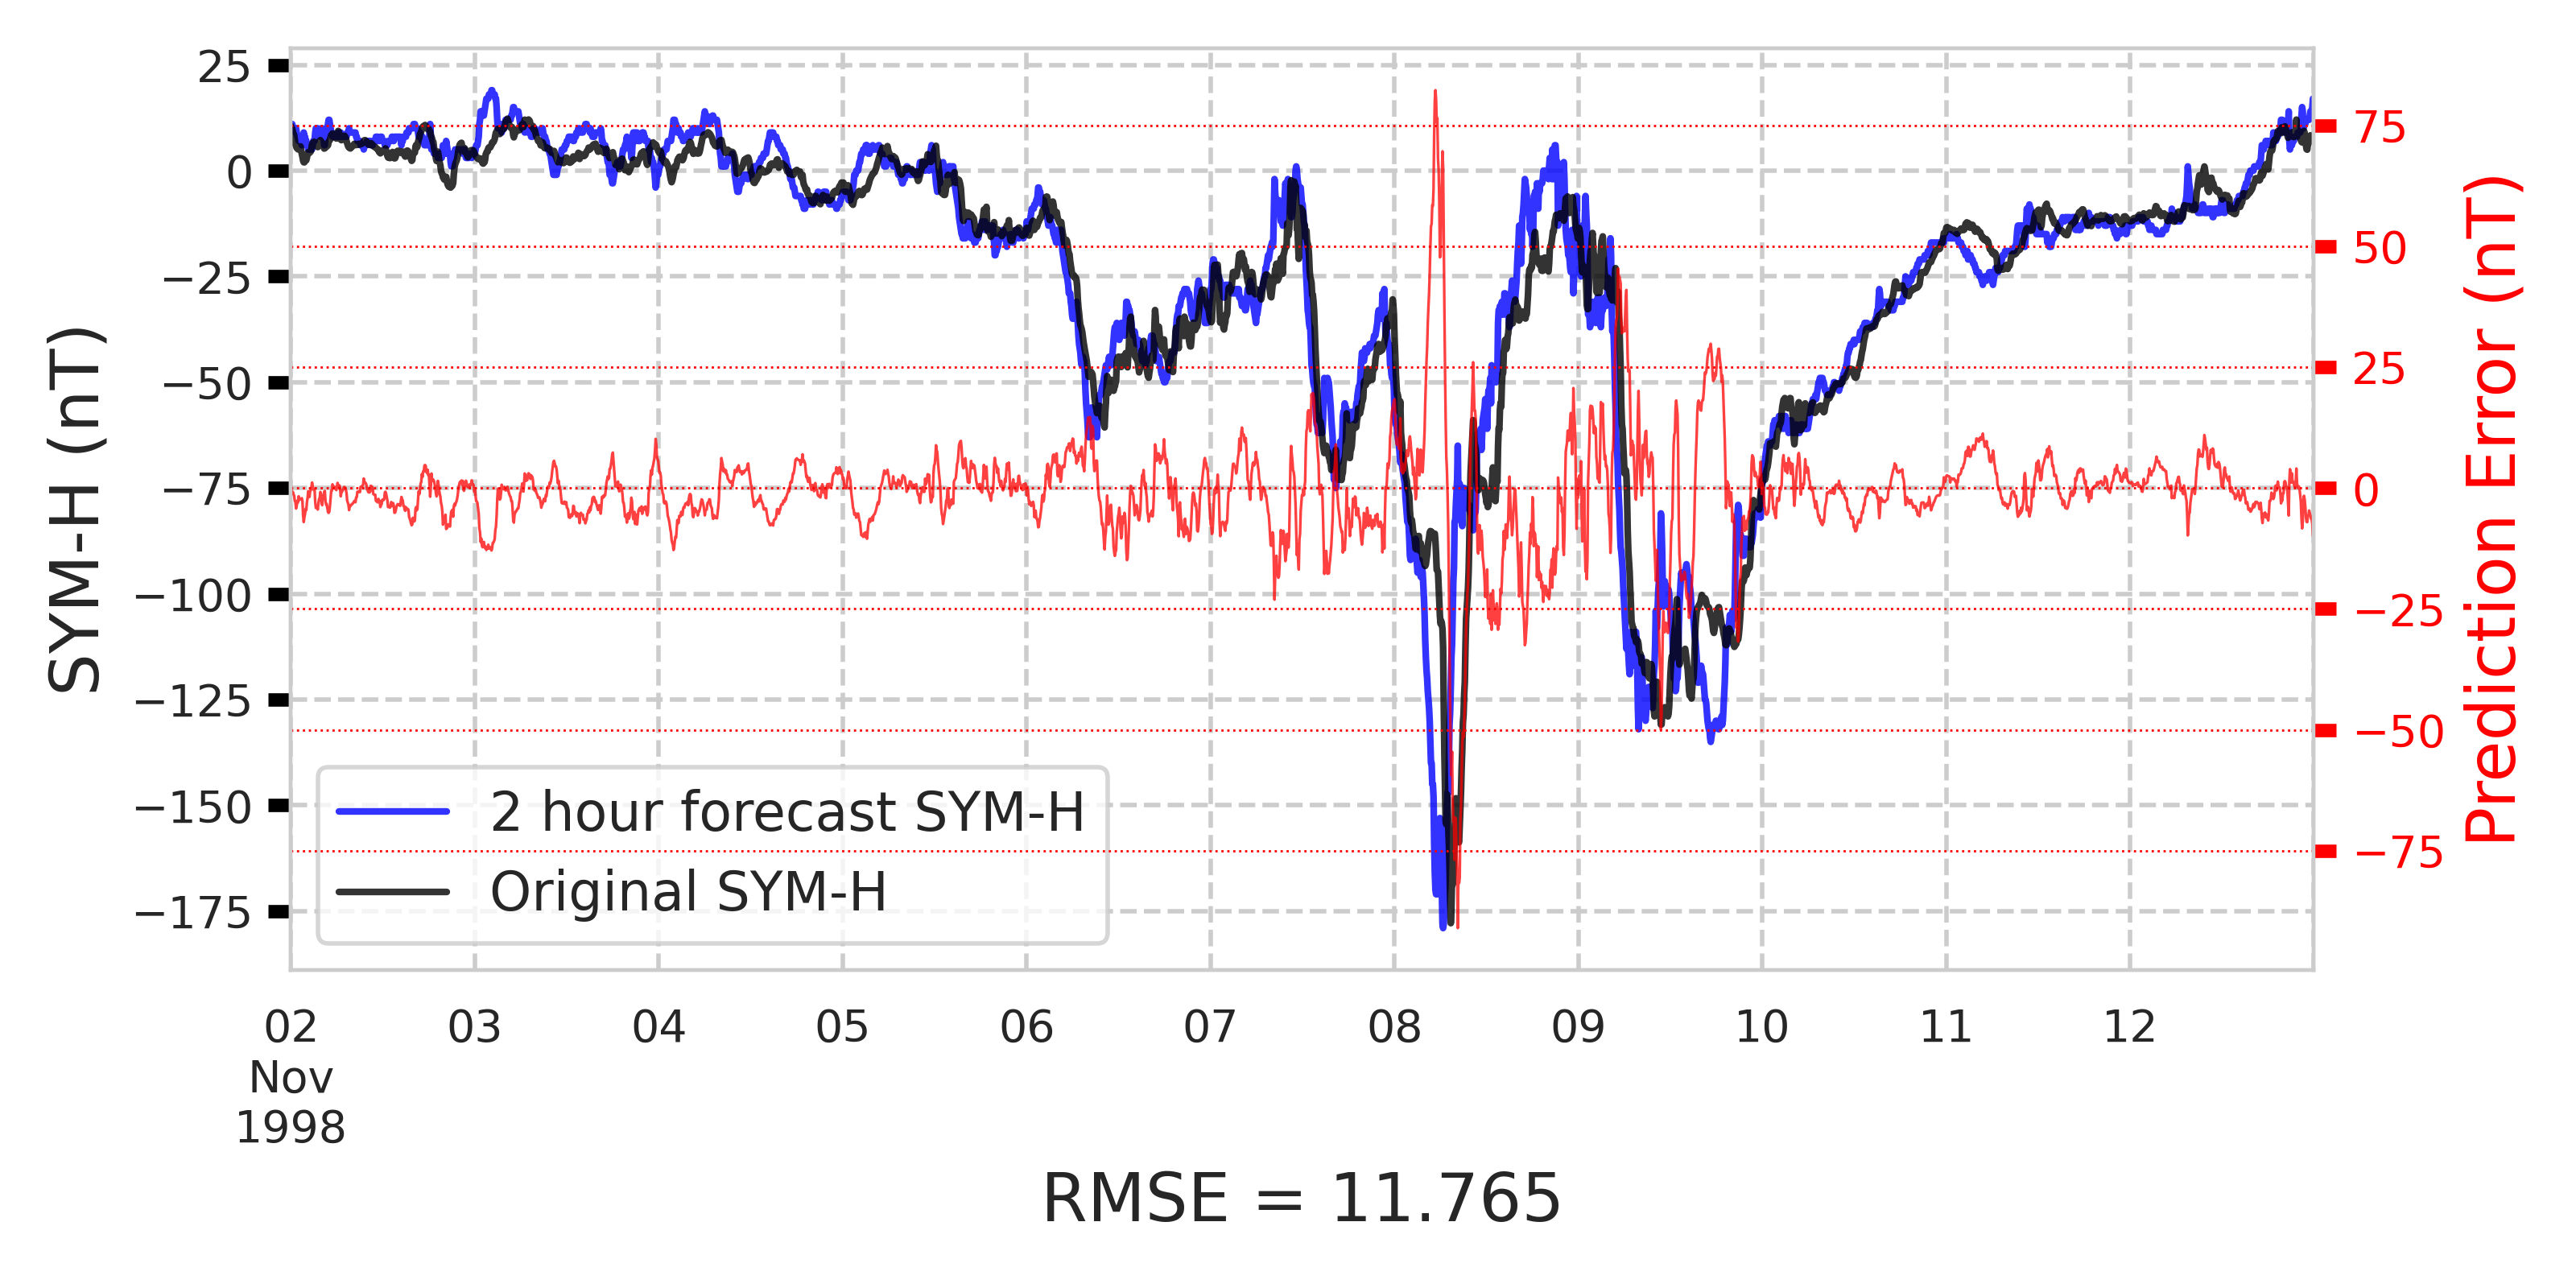 25
0
−25
−50
−75
−100
−125
−150
−175
SYM-H (nT)
75
50
25
0
−25
−50
−75
Prediction Error (nT)
2 hour forecast SYM-H
Original SYM-H
02 03 04 05 06 07 08 09 10 11 12
Nov
1998
RMSE = 11.765